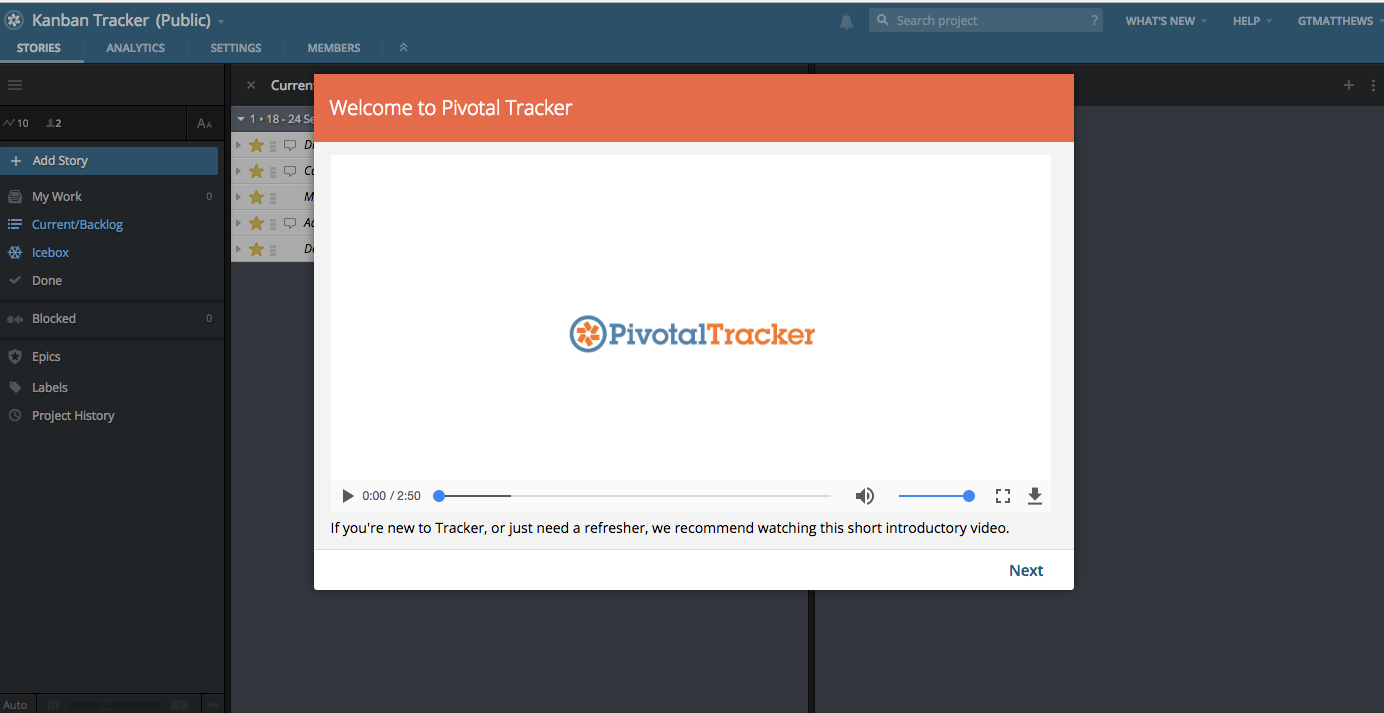 Kanban Tracker (Public)
Search project
?
WHAT'S NEW
HELP
GTMATTHEWS
STORIES
ANALYTICS
SETTINGS
MEMBERS
Curren
10
2
AA
1 • 18 - 24 Se
Add Story
My Work
0
Current/Backlog
Icebox
Done
Blocked
0
Epics
Labels
Project History
Auto
Welcome to Pivotal Tracker
PivotalTracker
0:00 / 2:50
If you're new to Tracker, or just need a refresher, we recommend watching this short introductory video.
Next